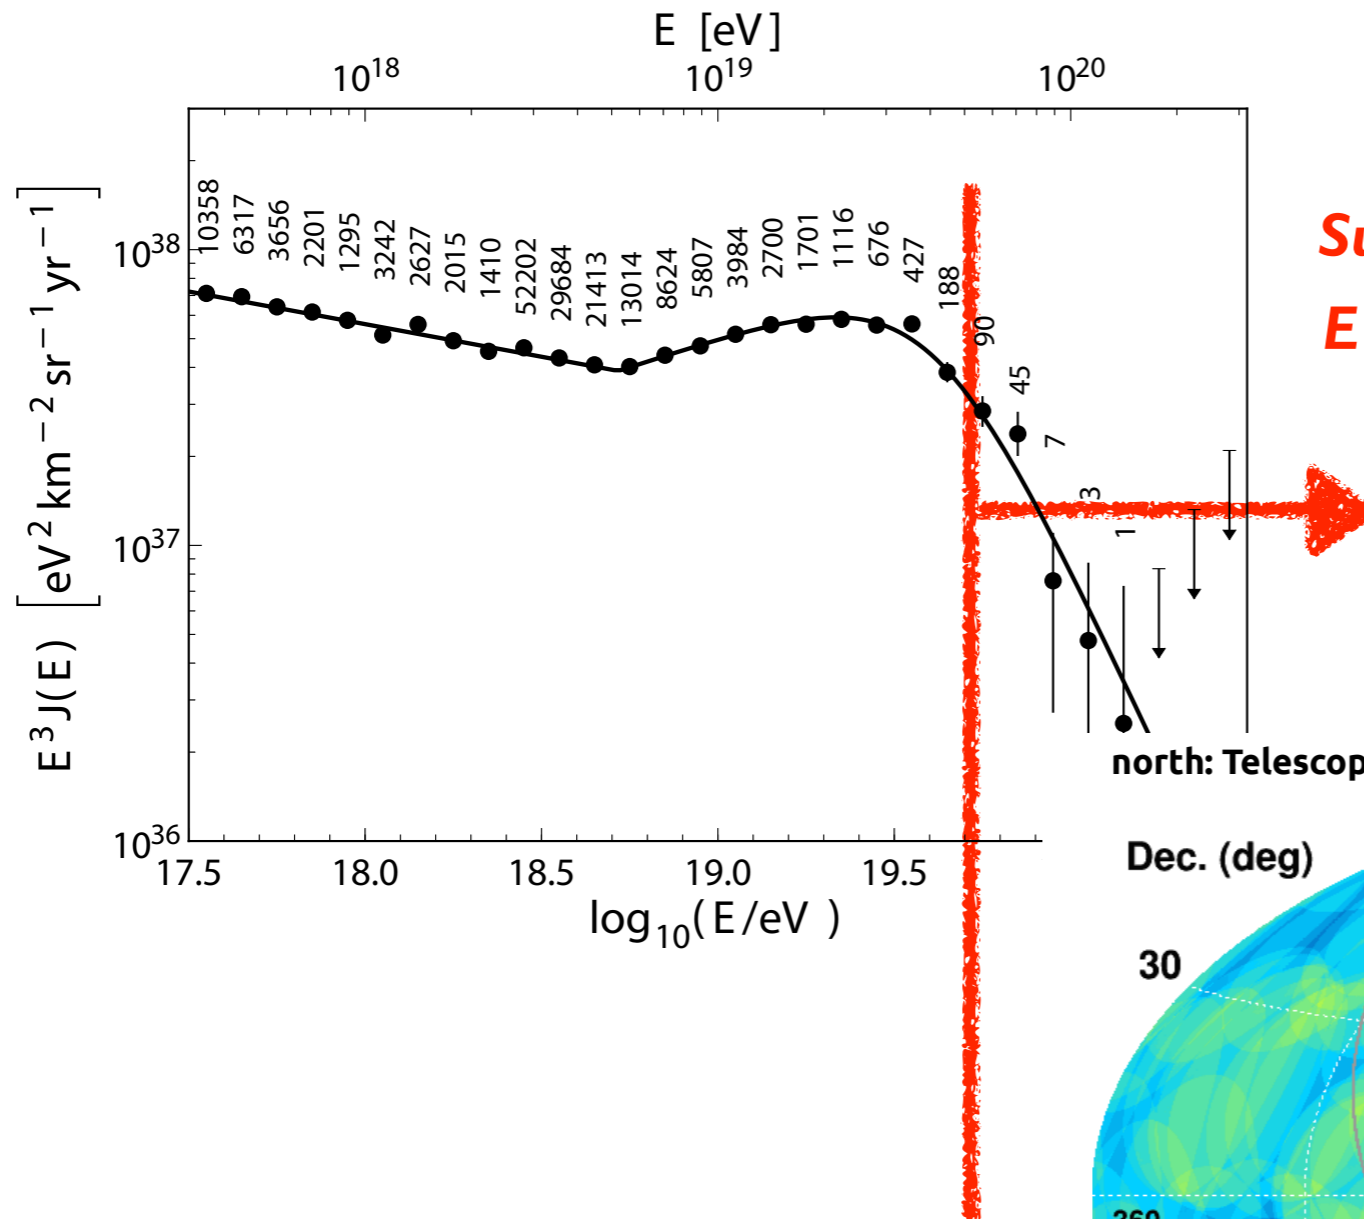 E [eV]
10^18 10^19 10^20
E^3 J(E) [eV^2 km^-2 sr^-1 yr^-1]
10^38
10^37
10^36
10358 6317 3656 2201 1295 3242 2627 2015 1410 52202 29684 21413 13014 8624 5807 3984 2700 1701 1116 676 427 188 90 45 7 3 1
17.5 18.0 18.5 19.0 19.5
log10(E/eV )
Su
E
north: Telescop
Dec. (deg)
30
360